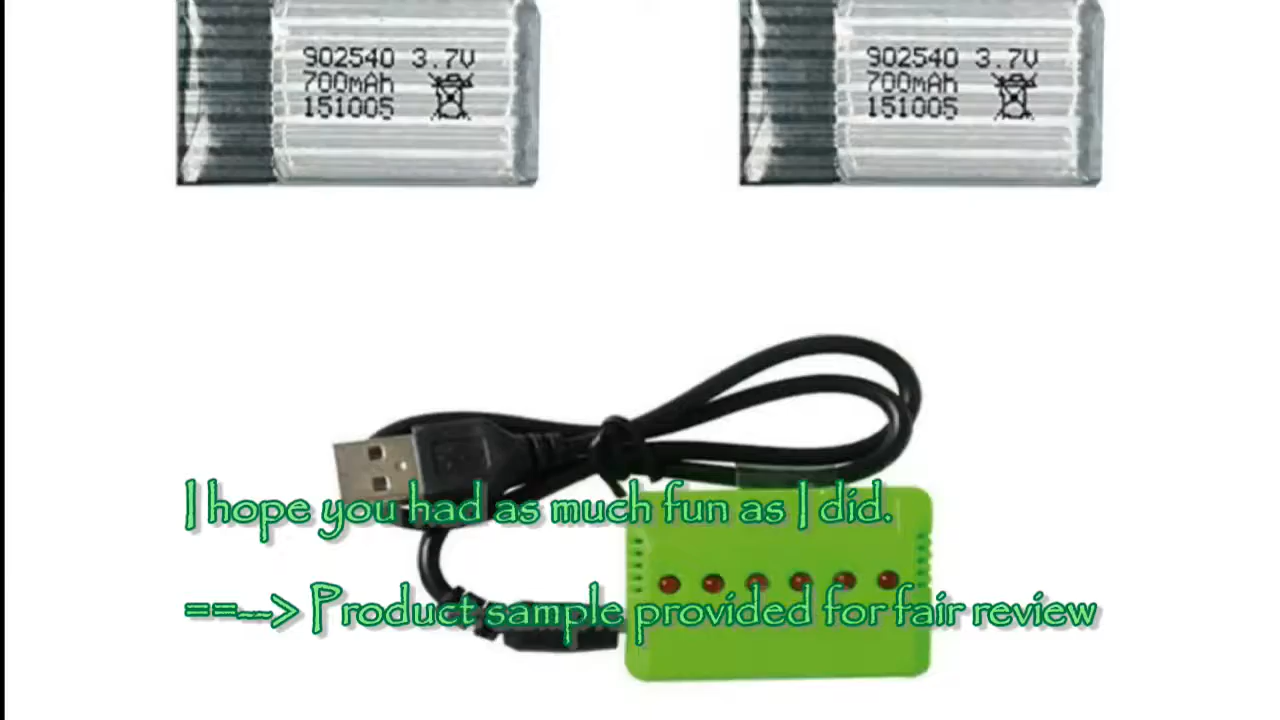 902540 3.7V
700mAh
151005
902540 3.7V
700mAh
151005
I hope you had as much fun as I did.
==--> Product sample provided for fair review